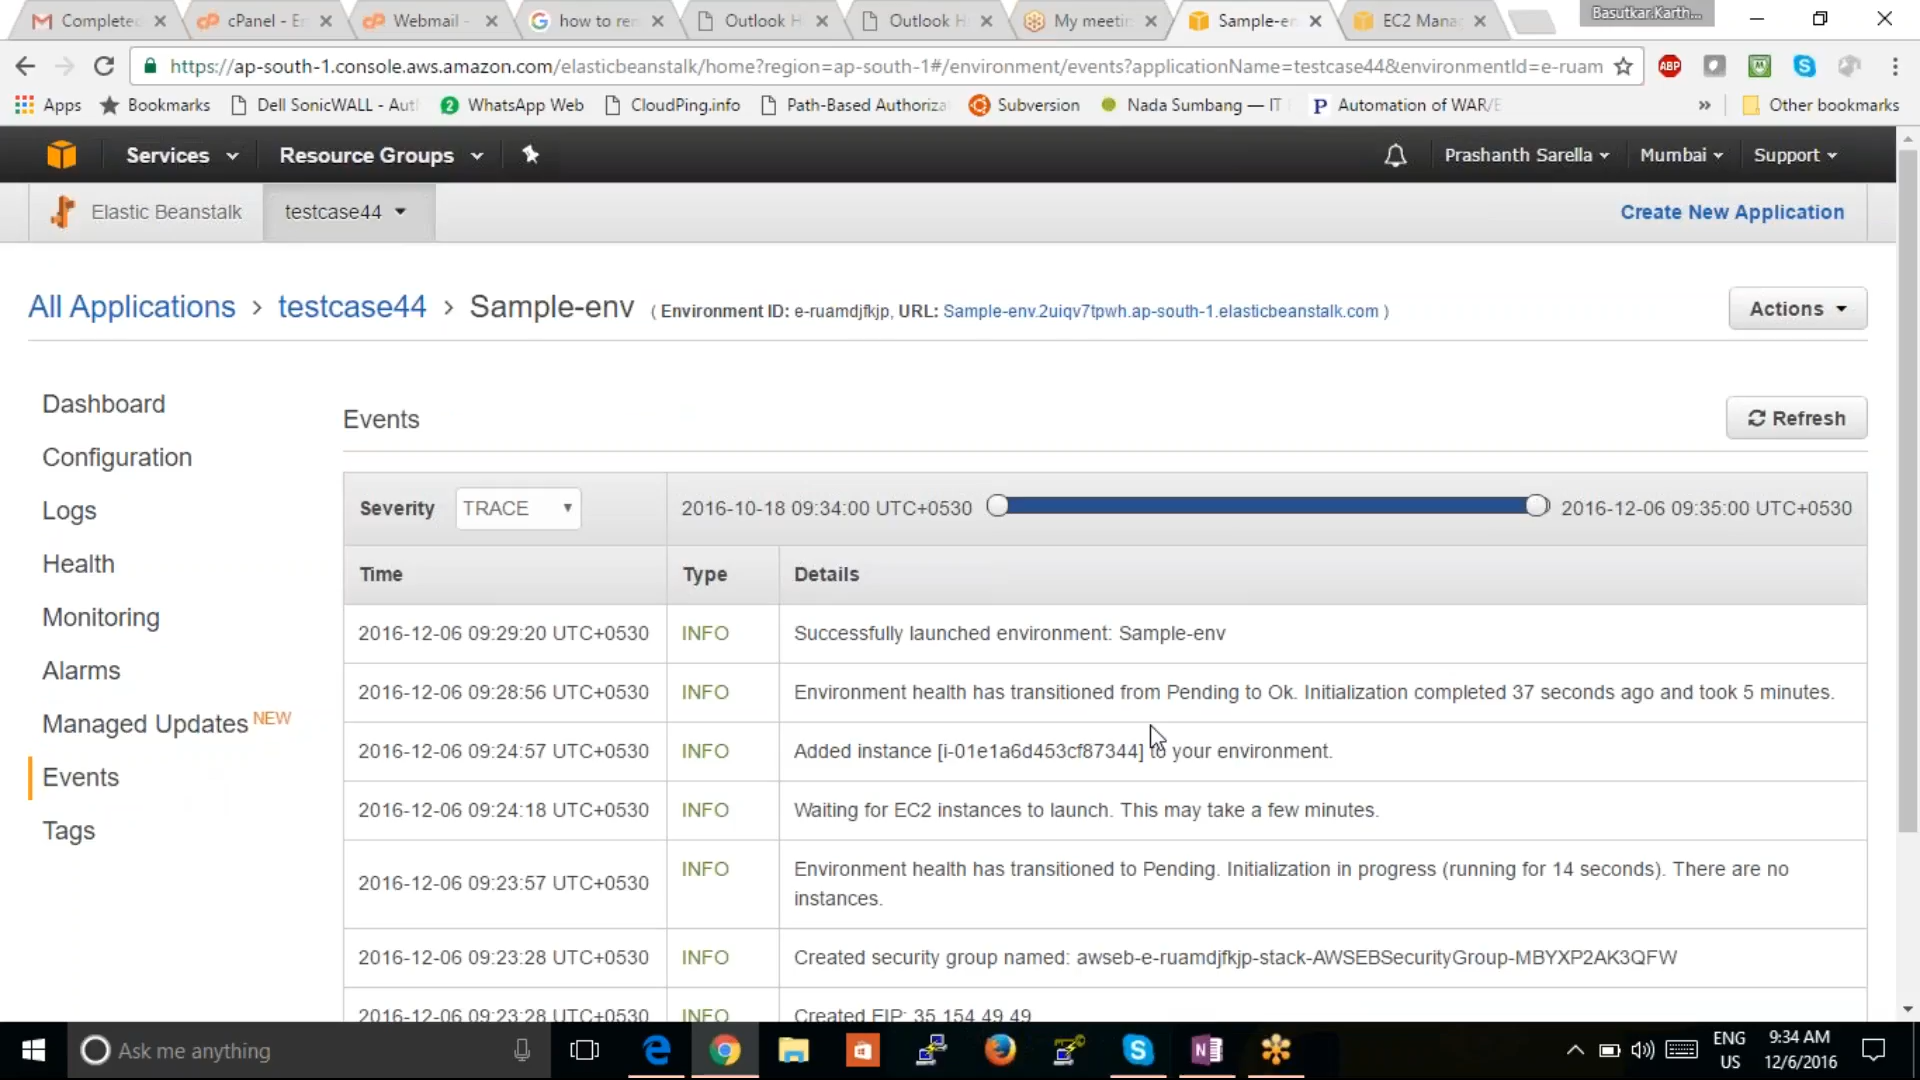 Complete
cPanel - E
Webmail -
how to re
Outlook H
Outlook H
My meeti
Sample-e
EC2 Mana
Basutkar.Karth...
https://ap-south-1.console.aws.amazon.com/elasticbeanstalk/home?region=ap-south-1#/environment/events?applicationName=testcase44&environmentId=e-ruam
ABP
Apps
Bookmarks
Dell SonicWALL - Aut
2
WhatsApp Web
CloudPing.info
Path-Based Authoriza
Subversion
Nada Sumbang — IT
P
Automation of WAR/E
»
Other bookmarks
Services
Resource Groups
Prashanth Sarella
Mumbai
Support
Elastic Beanstalk
testcase44
Create New Application
All Applications > testcase44 > Sample-env ( Environment ID: e-ruamdjfkjp, URL: Sample-env.2uiqv7tpwh.ap-south-1.elasticbeanstalk.com )
Actions
Dashboard
Configuration
Logs
Health
Monitoring
Alarms
Managed Updates NEW
Events
Tags
Events
Refresh
Severity TRACE
2016-10-18 09:34:00 UTC+0530
2016-12-06 09:35:00 UTC+0530
Time Type Details
2016-12-06 09:29:20 UTC+0530 INFO Successfully launched environment: Sample-env
2016-12-06 09:28:56 UTC+0530 INFO Environment health has transitioned from Pending to Ok. Initialization completed 37 seconds ago and took 5 minutes.
2016-12-06 09:24:57 UTC+0530 INFO Added instance [i-01e1a6d453cf87344] to your environment.
2016-12-06 09:24:18 UTC+0530 INFO Waiting for EC2 instances to launch. This may take a few minutes.
2016-12-06 09:23:57 UTC+0530 INFO Environment health has transitioned to Pending. Initialization in progress (running for 14 seconds). There are no
instances.
2016-12-06 09:23:28 UTC+0530 INFO Created security group named: awseb-e-ruamdjfkjp-stack-AWSEBSecurityGroup-MBYXP2AK3QFW
2016-12-06 09:23:28 UTC+0530 INFO Created EIP: 35.154.49.49
Ask me anything
ENG
US
9:34 AM
12/6/2016